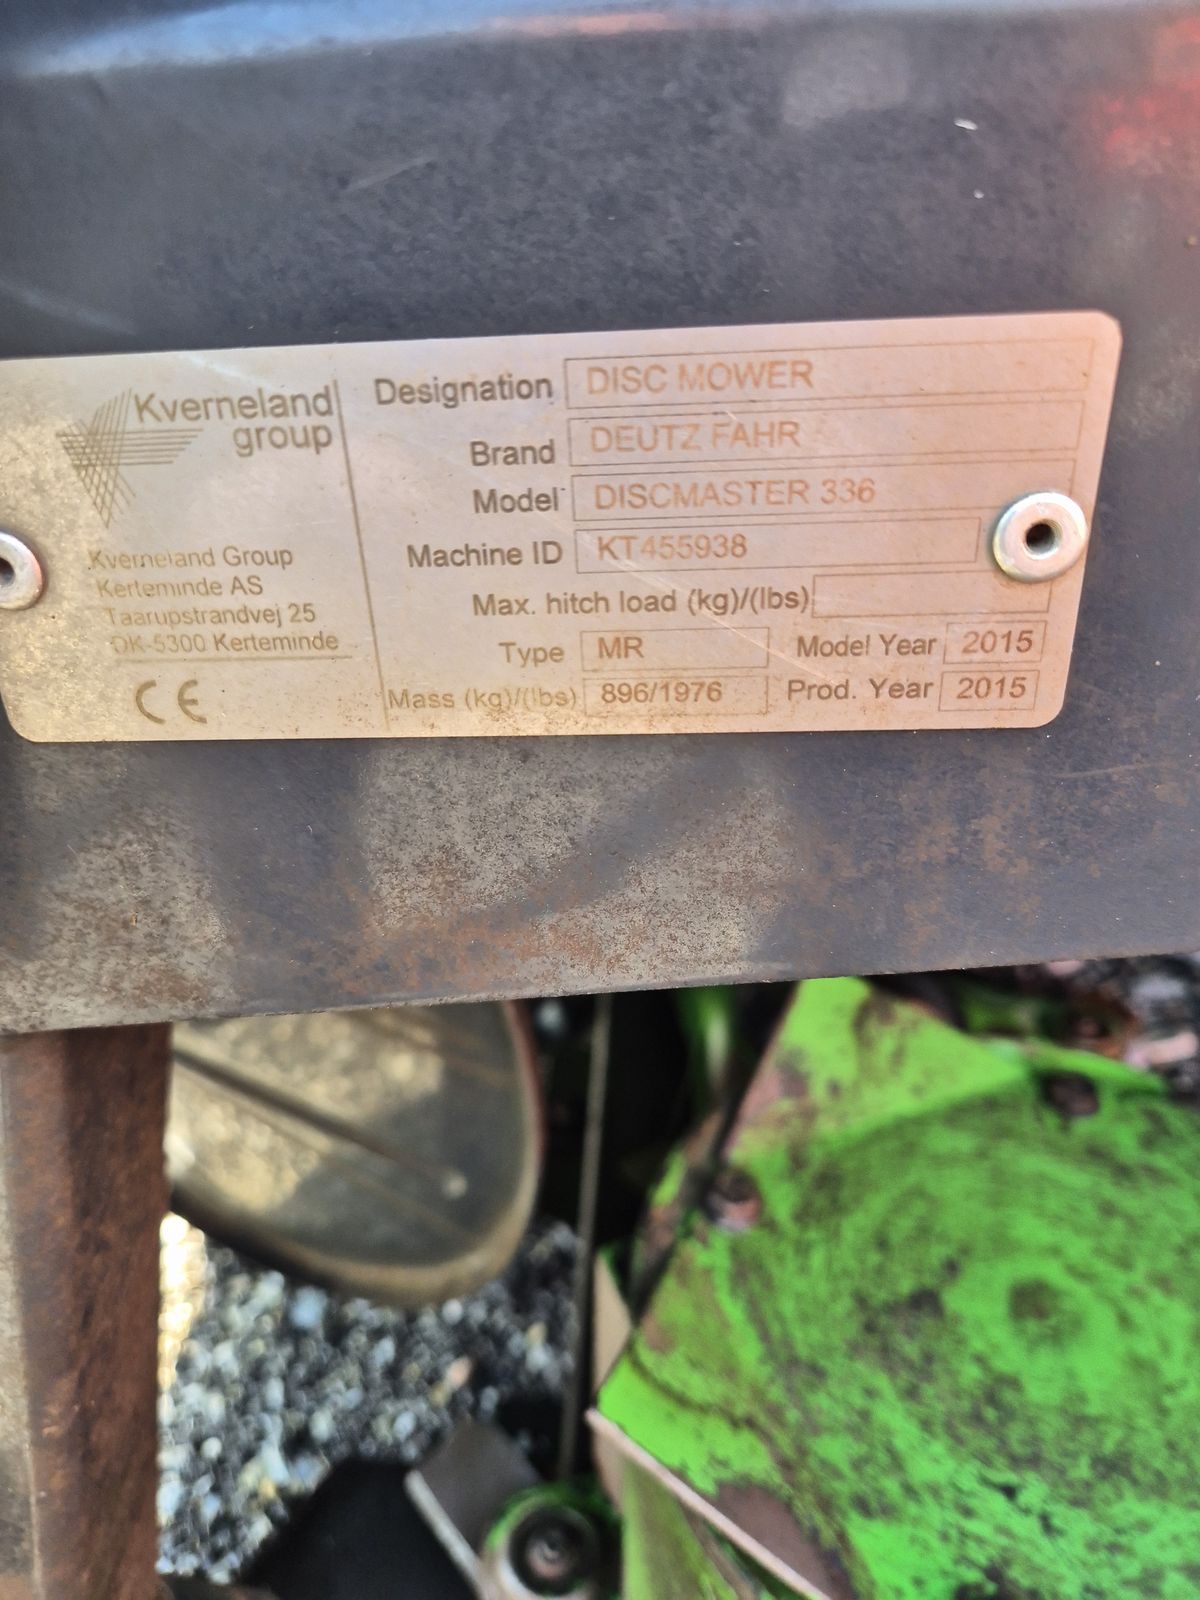 Kverneland
group
Kverneland Group
Kerteminde AS
Taarupstrandvej 25
DK-5300 Kerteminde
CE
Designation DISC MOWER
Brand DEUTZ FAHR
Model DISCMASTER 336
Machine ID KT455938
Max. hitch load (kg)/(lbs)
Type MR Model Year 2015
Mass (kg)/(lbs) 896/1976 Prod. Year 2015